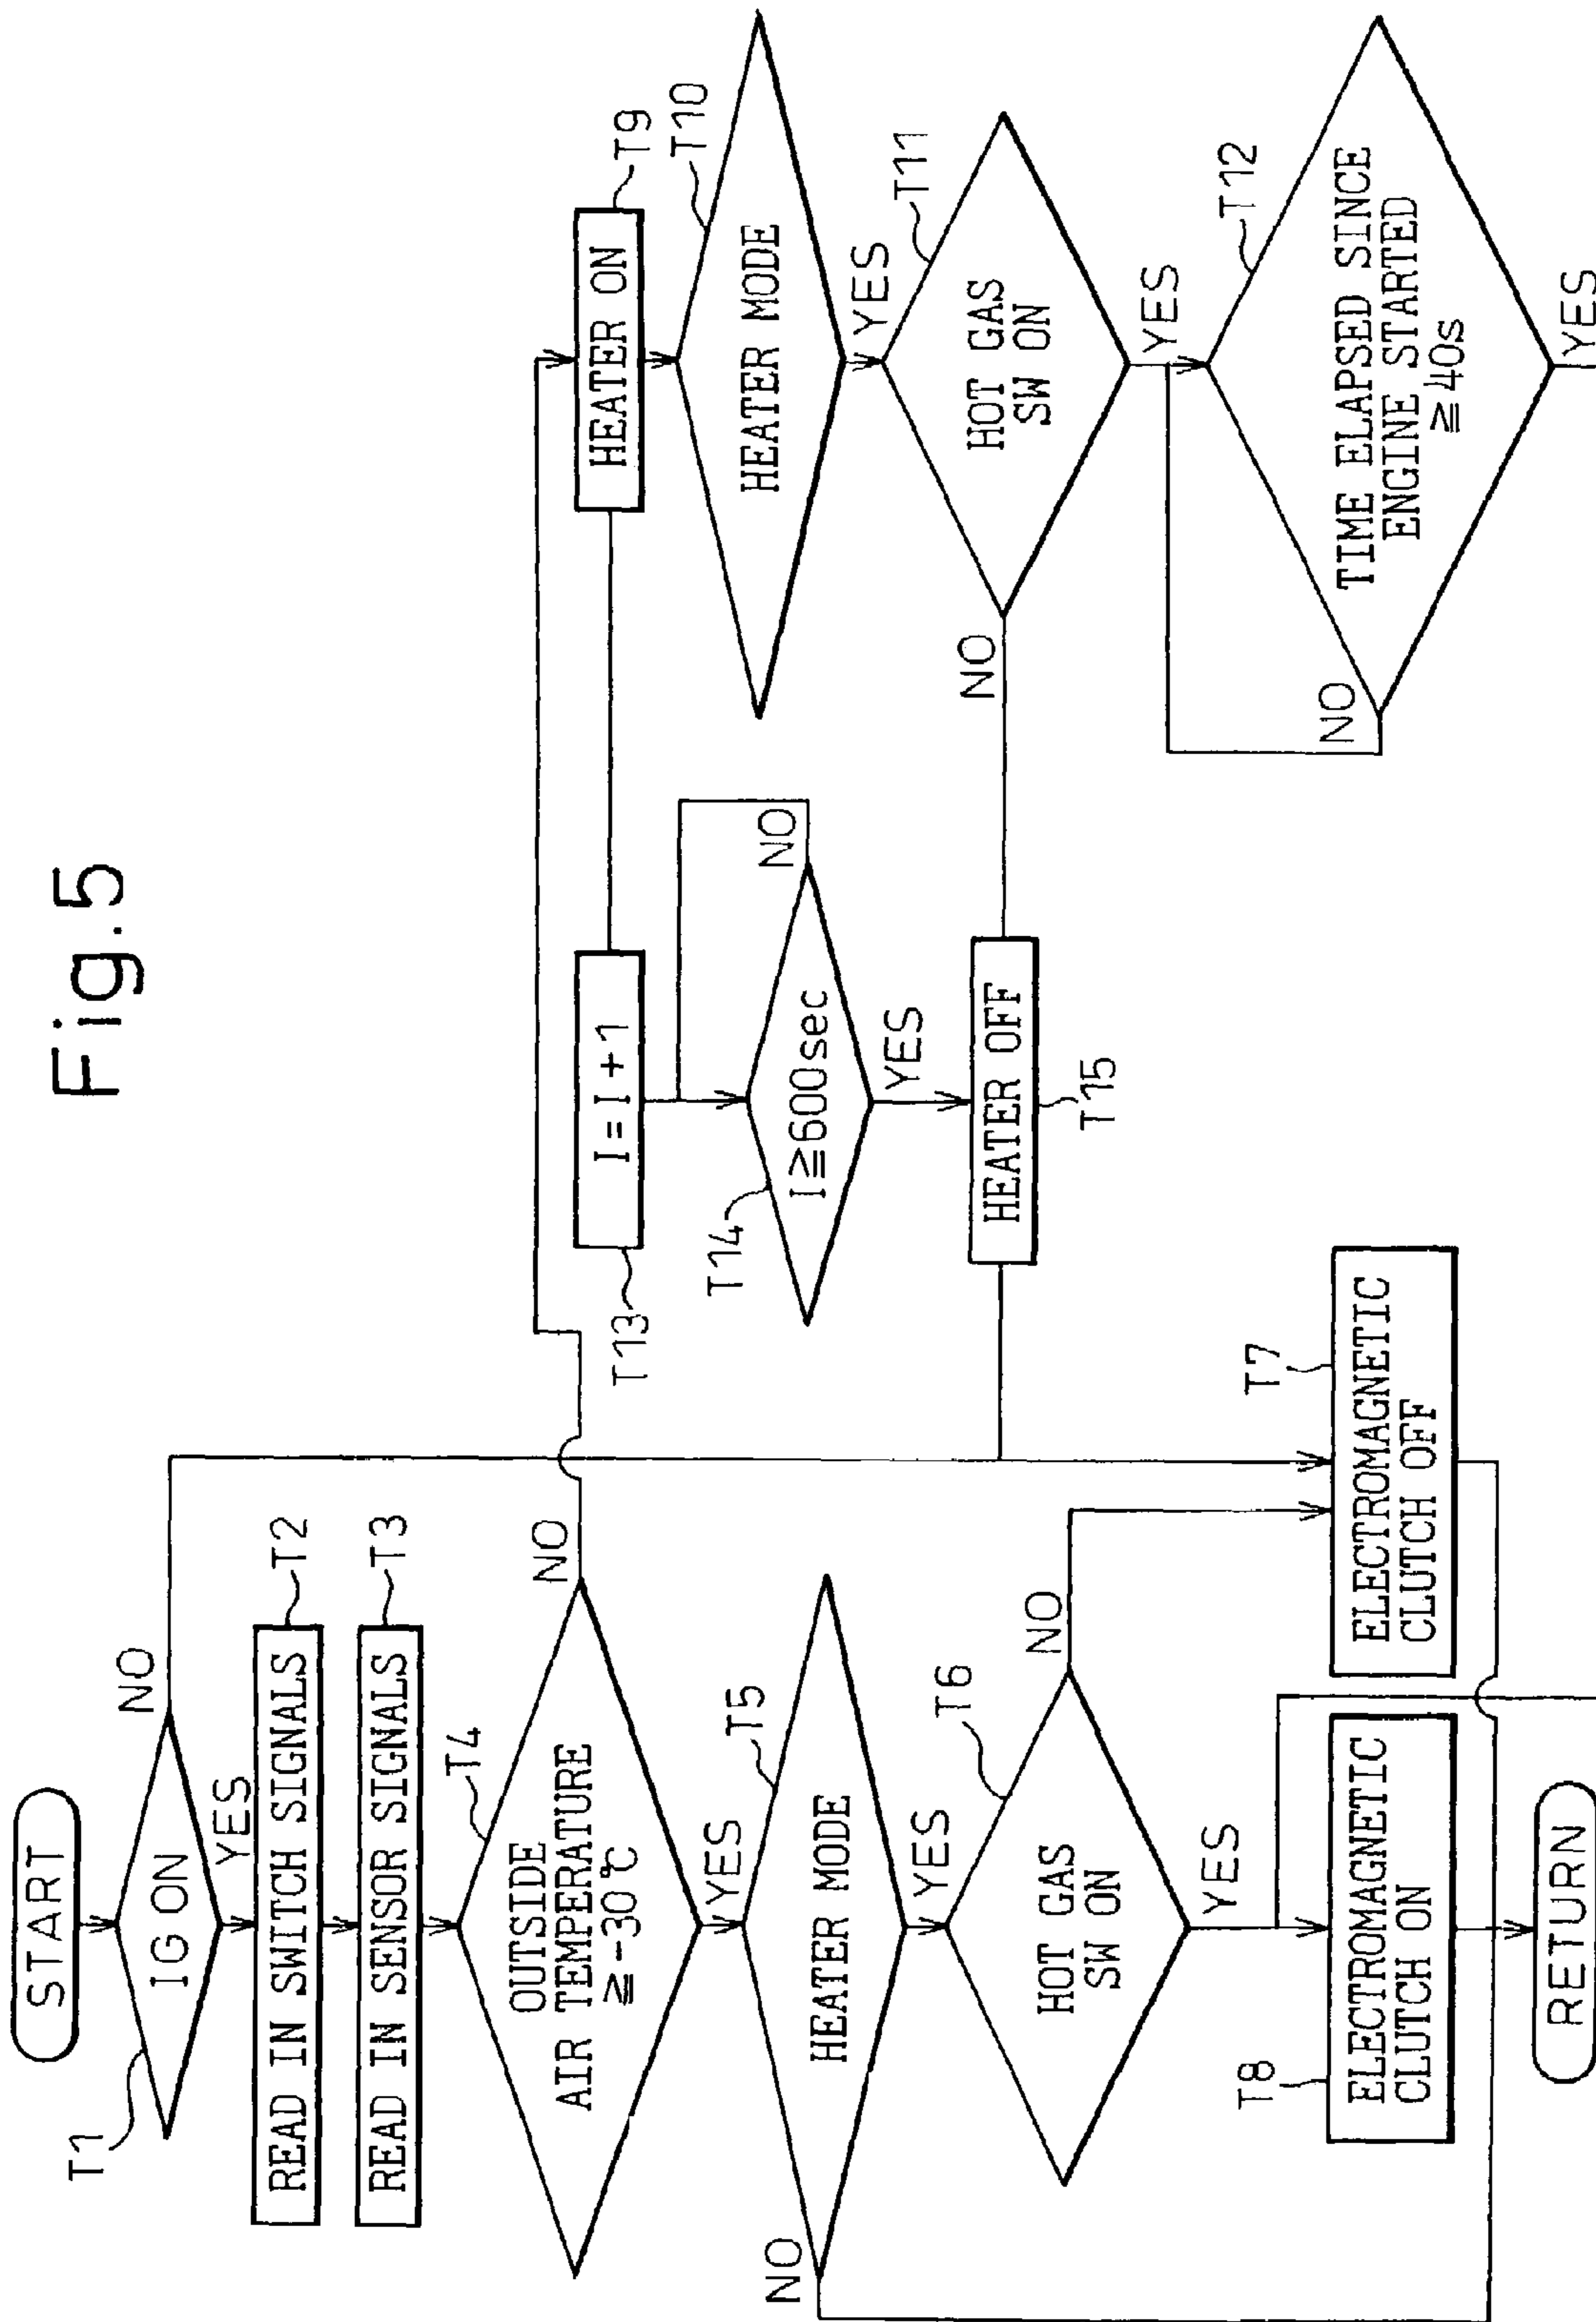 Fig.5
START
T1
IG ON
NO
YES
READ IN SWITCH SIGNALS
T2
READ IN SENSOR SIGNALS
T3
T4
OUTSIDE
AIR TEMPERATURE
≧-30℃
NO
YES
T5
HEATER MODE
NO
YES
T6
HOT GAS
SW ON
NO
YES
T7
ELECTROMAGNETIC
CLUTCH OFF
T8
ELECTROMAGNETIC
CLUTCH ON
RETURN
HEATER ON
T9
T10
HEATER MODE
YES
T11
HOT GAS
SW ON
NO
YES
T12
TIME ELAPSED SINCE
ENGINE STARTED
≧40s
NO
YES
T13
I=I+1
T14
I≧600sec
NO
YES
HEATER OFF
T15